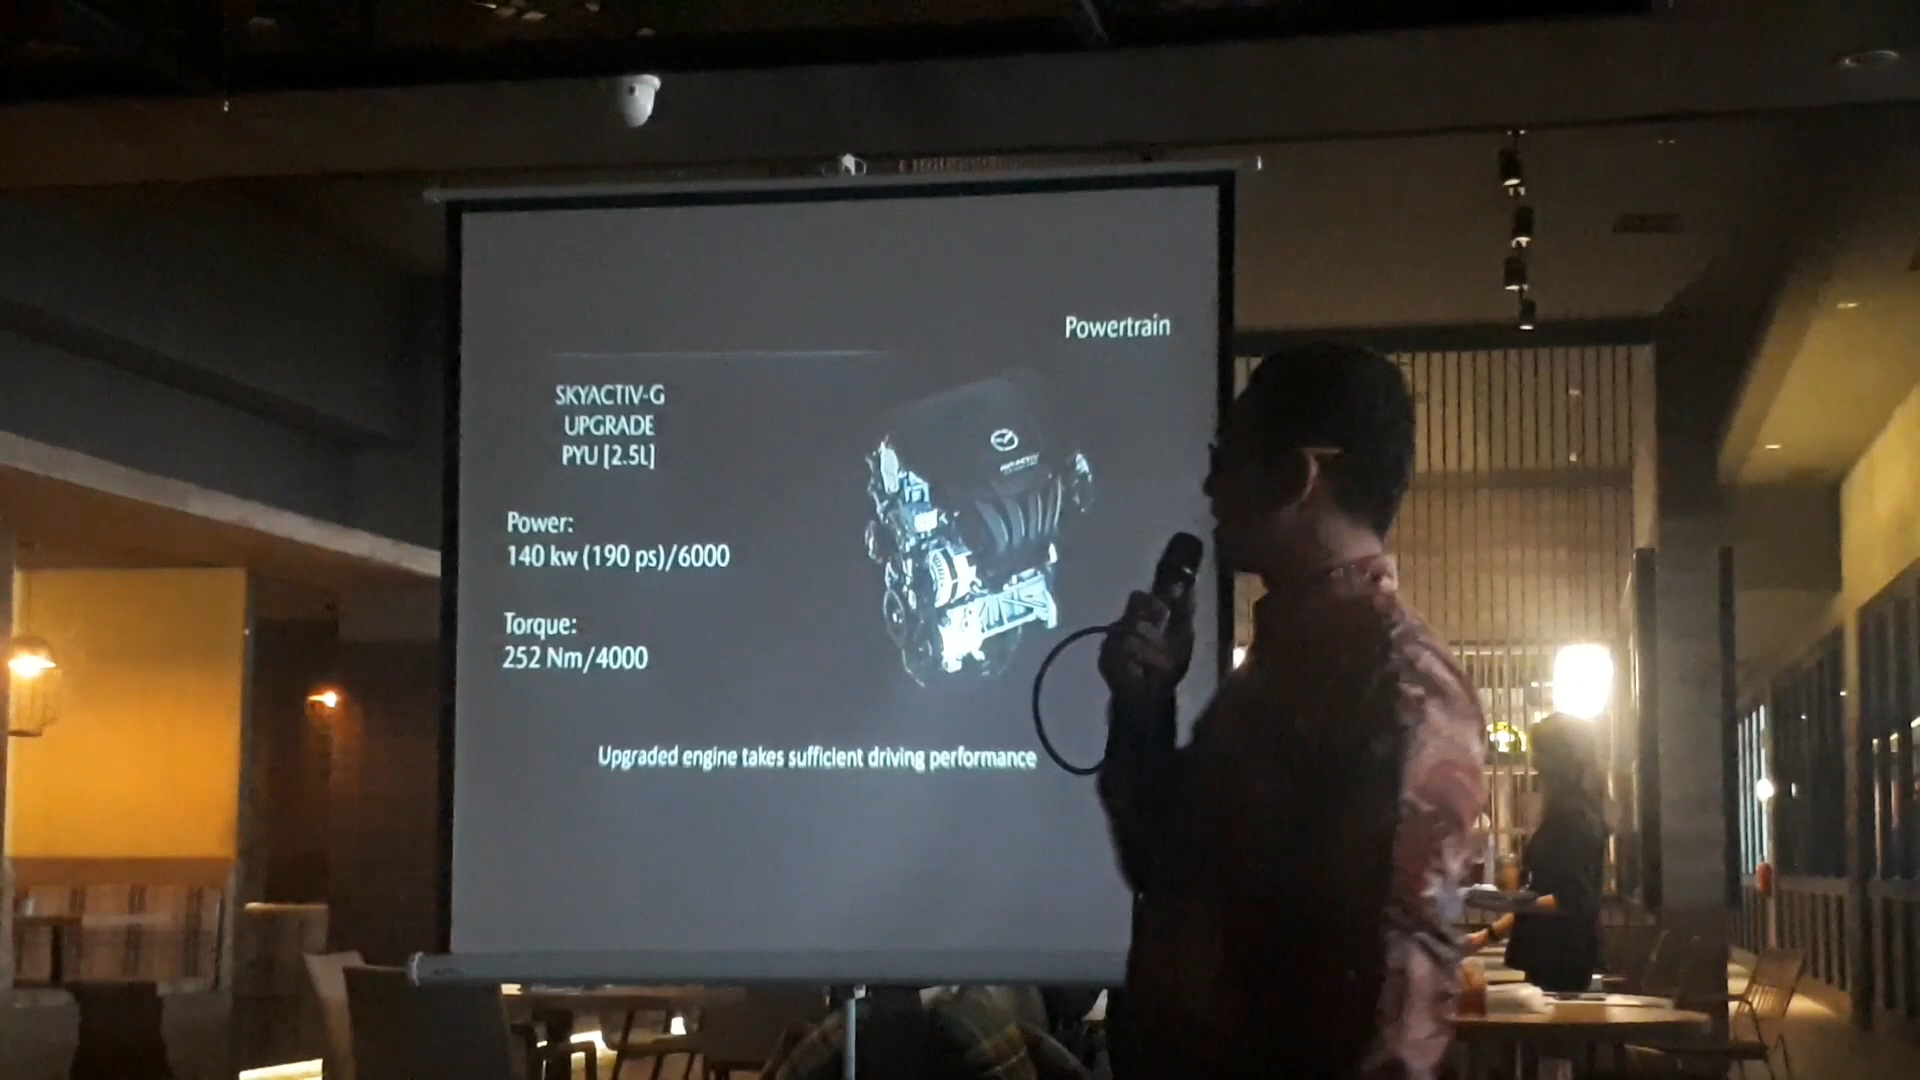 Powertrain
SKYACTIV-G
UPGRADE
PYU [2.5L]
Power:
140 kw (190 ps)/6000
Torque:
252 Nm/4000
Upgraded engine takes sufficient driving performance